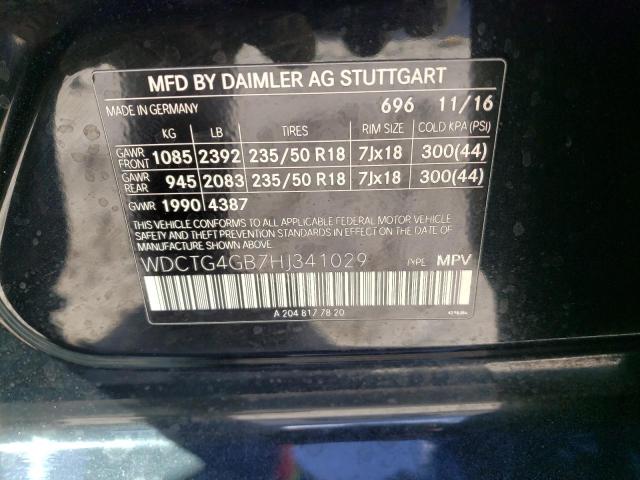 MFD BY DAIMLER AG STUTTGART
MADE IN GERMANY 696 11/16
KG LB TIRES RIM SIZE COLD KPA (PSI)
GAWR FRONT 1085 2392 235/50 R18 7Jx18 300(44)
GAWR REAR 945 2083 235/50 R18 7Jx18 300(44)
GVWR 1990 4387
THIS VEHICLE CONFORMS TO ALL APPLICABLE FEDERAL MOTOR VEHICLE
SAFETY AND THEFT PREVENTION STANDARDS IN EFFECT ON THE DATE
OF MANUFACTURE SHOWN ABOVE.
WDCTG4GB7HJ341029 TYPE MPV
A 204 817 78 20